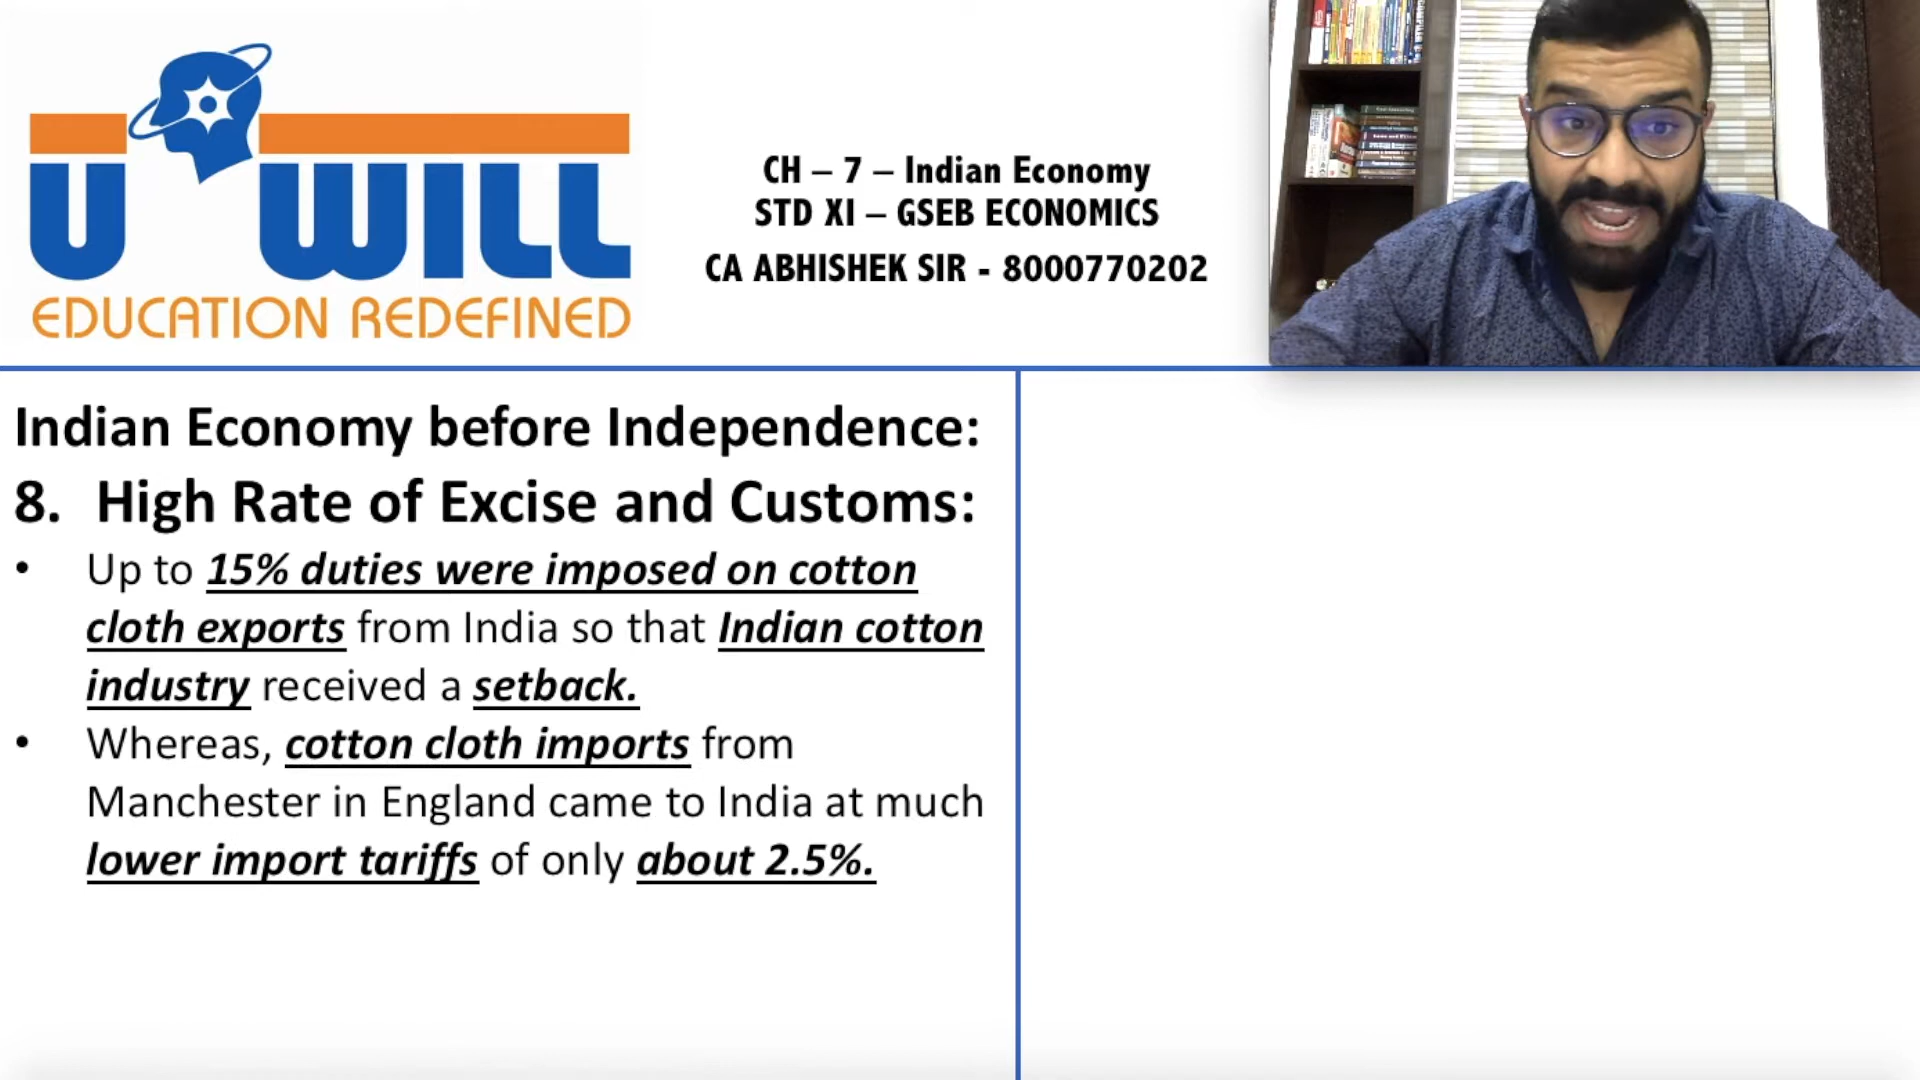 U WILL
EDUCATION REDEFINED
CH – 7 – Indian Economy
STD XI – GSEB ECONOMICS
CA ABHISHEK SIR - 8000770202
Indian Economy before Independence:
8. High Rate of Excise and Customs:
• Up to 15% duties were imposed on cotton
cloth exports from India so that Indian cotton
industry received a setback.
• Whereas, cotton cloth imports from
Manchester in England came to India at much
lower import tariffs of only about 2.5%.